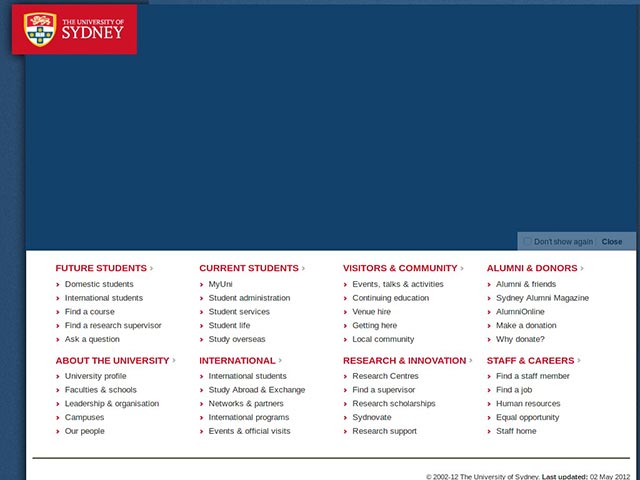 THE UNIVERSITY OF
SYDNEY
Don't show again | Close
FUTURE STUDENTS ›
Domestic students
International students
Find a course
Find a research supervisor
Ask a question
CURRENT STUDENTS ›
MyUni
Student administration
Student services
Student life
Study overseas
VISITORS & COMMUNITY ›
Events, talks & activities
Continuing education
Venue hire
Getting here
Local community
ALUMNI & DONORS ›
Alumni & friends
Sydney Alumni Magazine
AlumniOnline
Make a donation
Why donate?
ABOUT THE UNIVERSITY ›
University profile
Faculties & schools
Leadership & organisation
Campuses
Our people
INTERNATIONAL ›
International students
Study Abroad & Exchange
Networks & partners
International programs
Events & official visits
RESEARCH & INNOVATION ›
Research Centres
Find a supervisor
Research scholarships
Sydnovate
Research support
STAFF & CAREERS ›
Find a staff member
Find a job
Human resources
Equal opportunity
Staff home
© 2002-12 The University of Sydney. Last updated: 02 May 2012